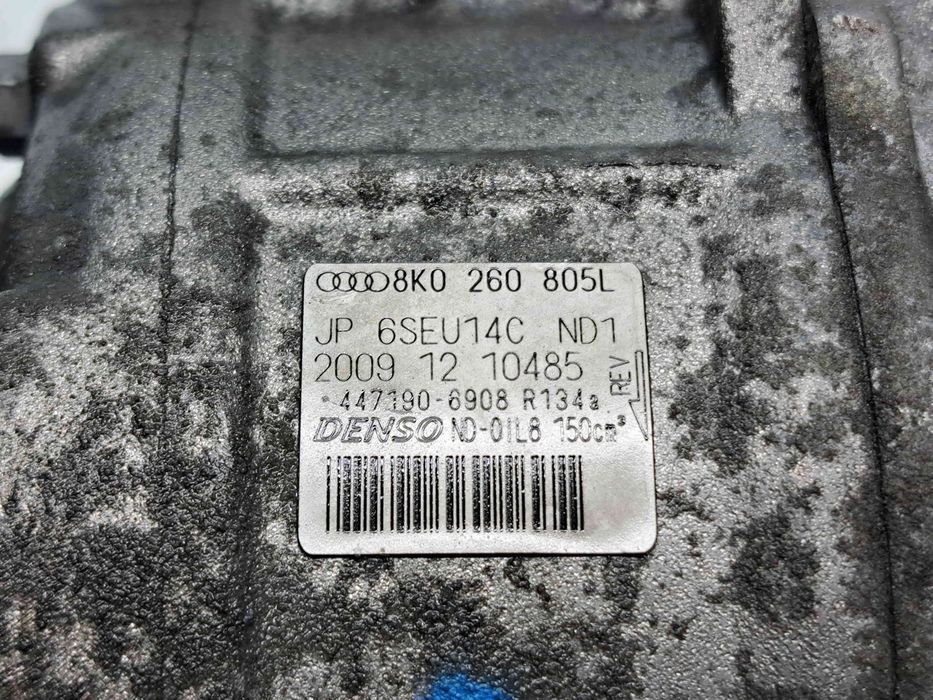 8K0 260 805L
JP 6SEU14C ND1
2009 12 10485
447190-6908 R134a
DENSO ND-OIL8 150cm³
REV